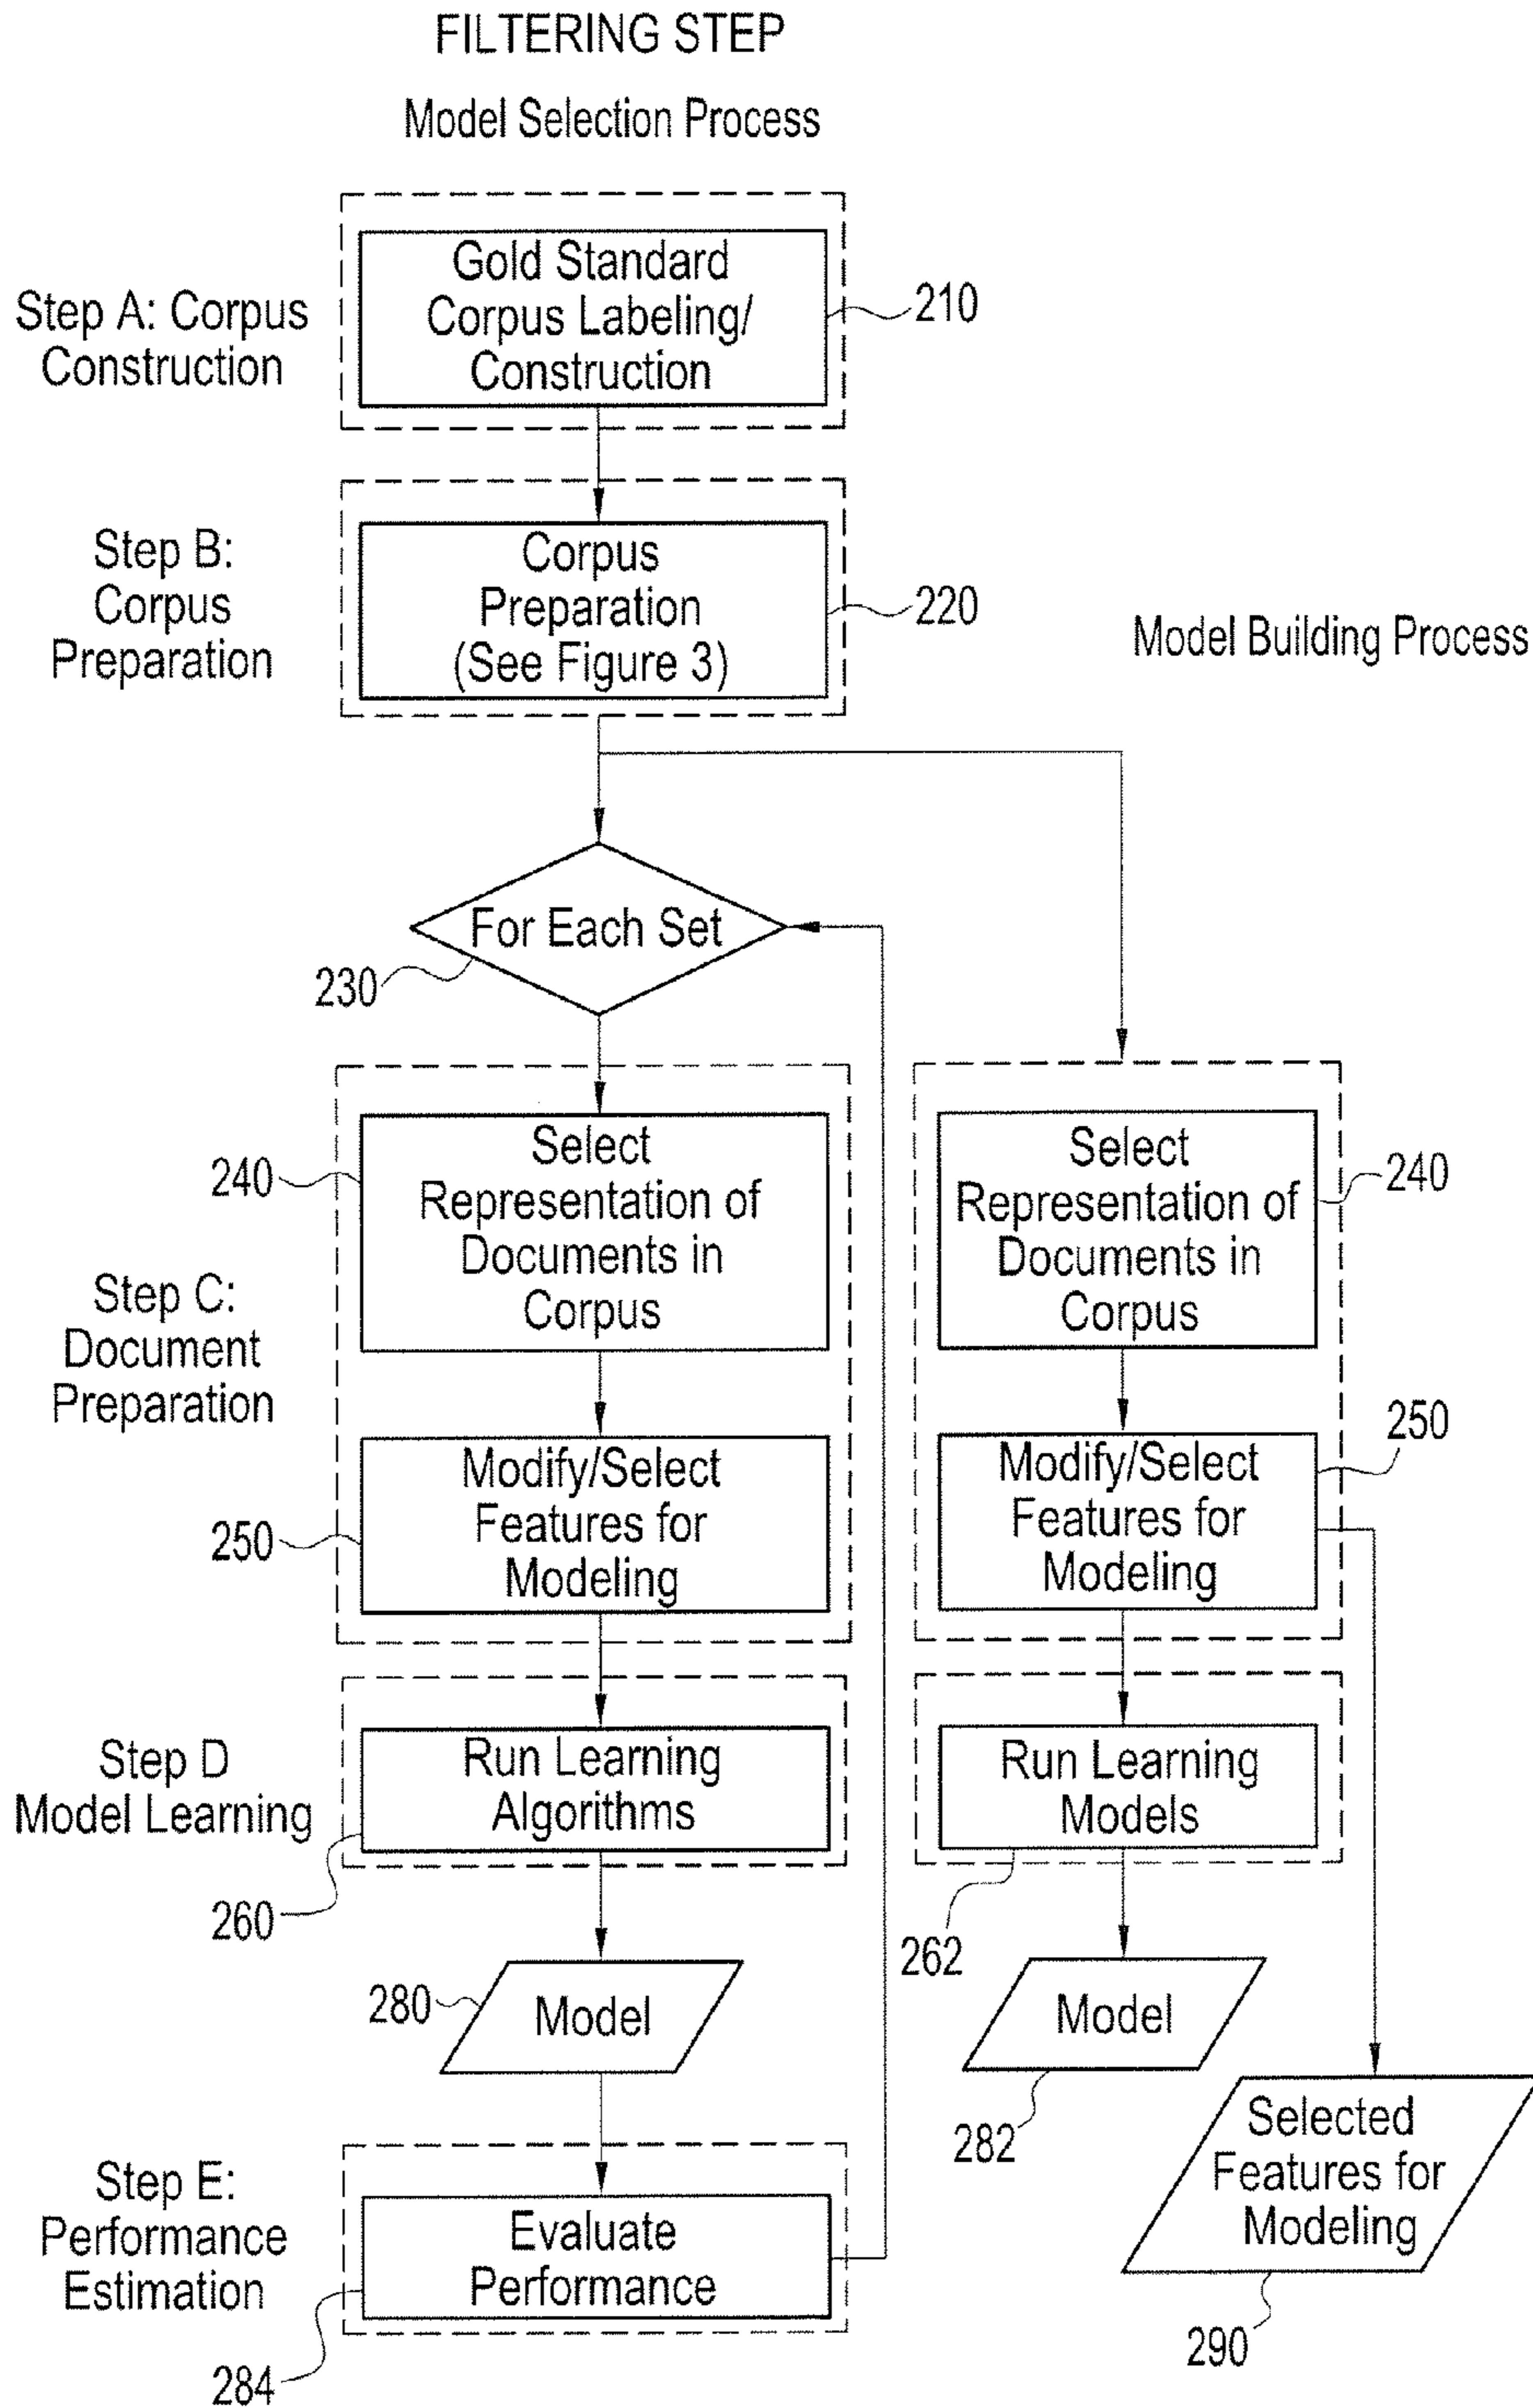 FILTERING STEP
Model Selection Process
Step A: Corpus
Construction
Gold Standard
Corpus Labeling/
Construction
210
Step B:
Corpus
Preparation
Corpus
Preparation
(See Figure 3)
220
Model Building Process
For Each Set
230
Step C:
Document
Preparation
240
Select
Representation of
Documents in
Corpus
250
Modify/Select
Features for
Modeling
Select
Representation of
Documents in
Corpus
240
Modify/Select
Features for
Modeling
250
Step D
Model Learning
Run Learning
Algorithms
260
Run Learning
Models
262
280
Model
Model
282
Selected
Features for
Modeling
290
Step E:
Performance
Estimation
Evaluate
Performance
284